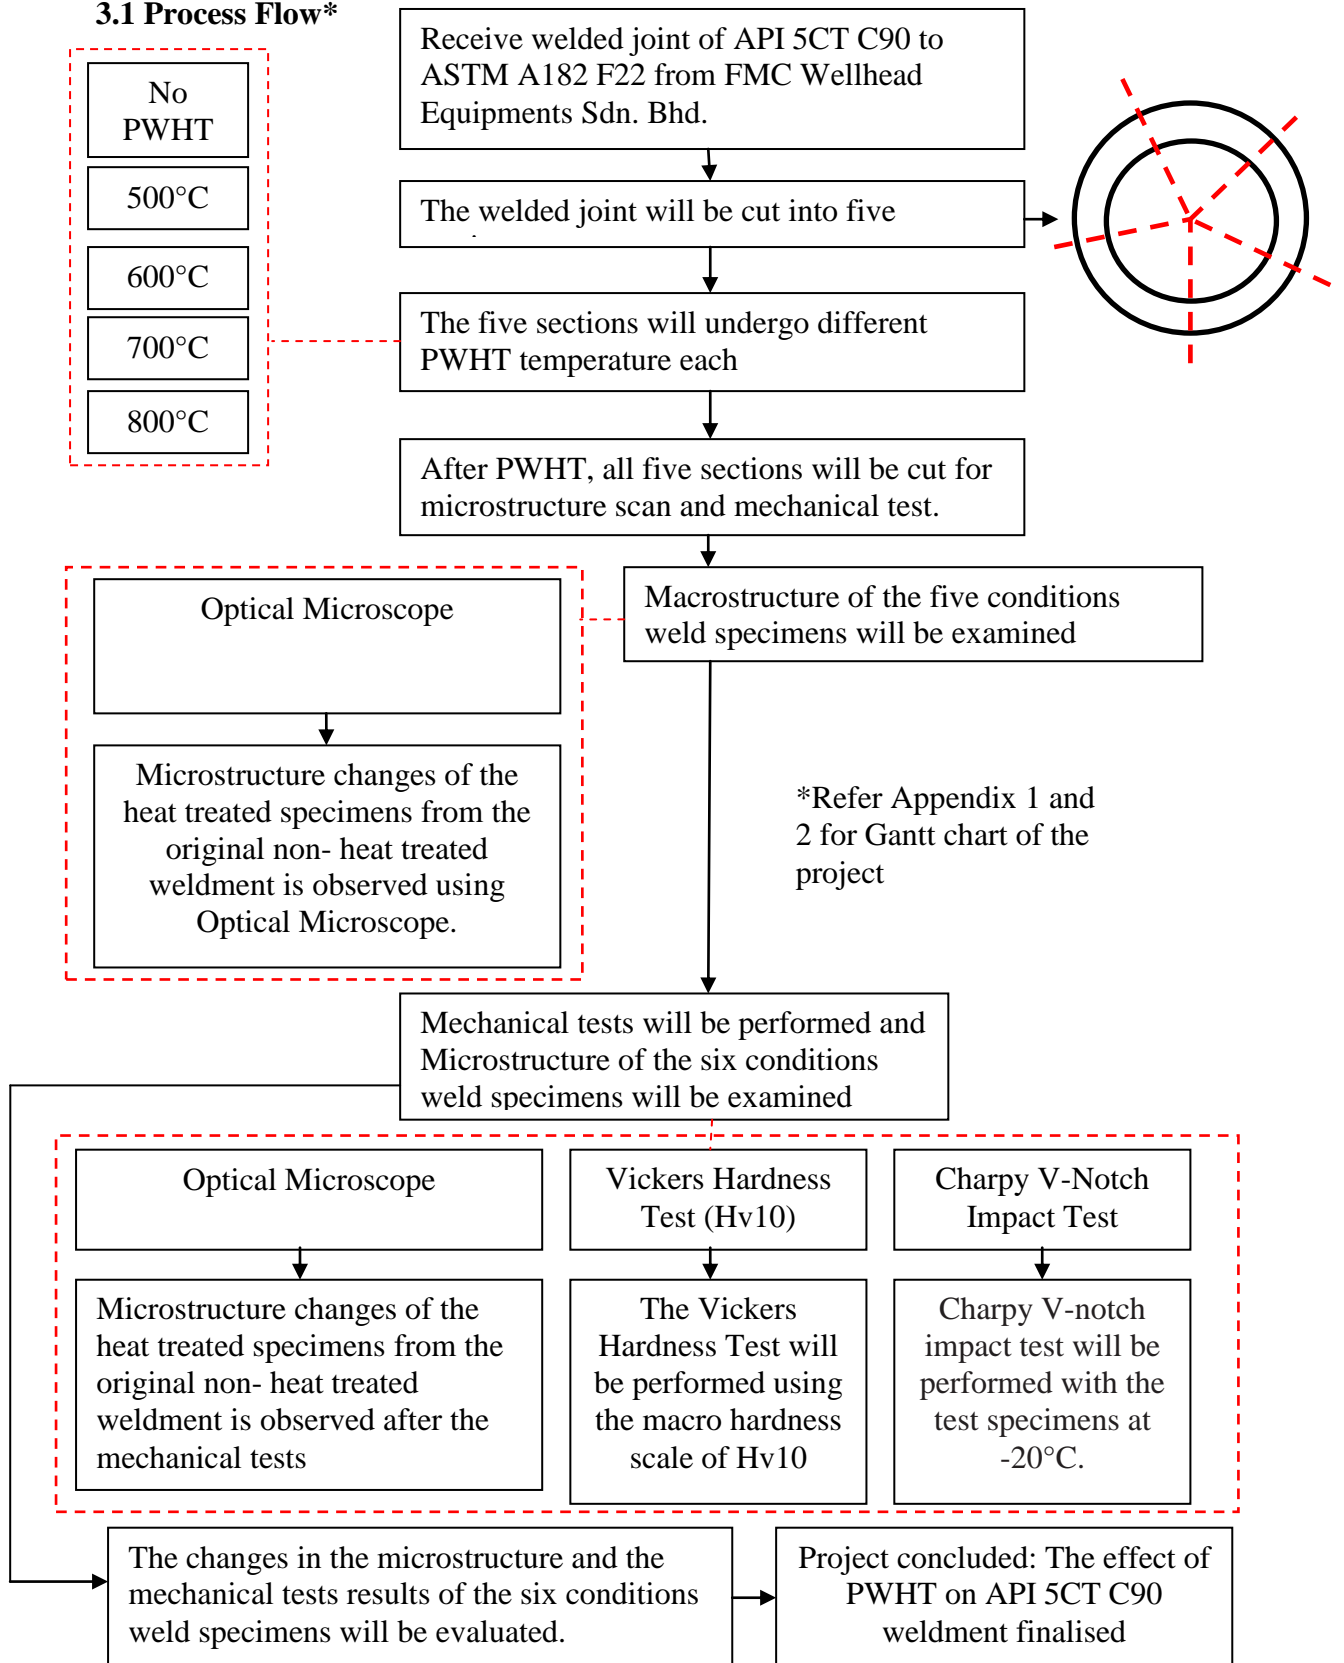 3.1 Process Flow*
Receive welded joint of API 5CT C90 to
ASTM A182 F22 from FMC Wellhead
Equipments Sdn. Bhd.
No
PWHT
500°C
600°C
700°C
800°C
The welded joint will be cut into five
The five sections will undergo different
PWHT temperature each
After PWHT, all five sections will be cut for
microstructure scan and mechanical test.
Macrostructure of the five conditions
weld specimens will be examined
Optical Microscope
Microstructure changes of the
heat treated specimens from the
original non- heat treated
weldment is observed using
Optical Microscope.
*Refer Appendix 1 and
2 for Gantt chart of the
project
Mechanical tests will be performed and
Microstructure of the six conditions
weld specimens will be examined
Optical Microscope
Microstructure changes of the
heat treated specimens from the
original non- heat treated
weldment is observed after the
mechanical tests
Vickers Hardness
Test (Hv10)
The Vickers
Hardness Test will
be performed using
the macro hardness
scale of Hv10
Charpy V-Notch
Impact Test
Charpy V-notch
impact test will be
performed with the
test specimens at
-20°C.
The changes in the microstructure and the
mechanical tests results of the six conditions
weld specimens will be evaluated.
Project concluded: The effect of
PWHT on API 5CT C90
weldment finalised